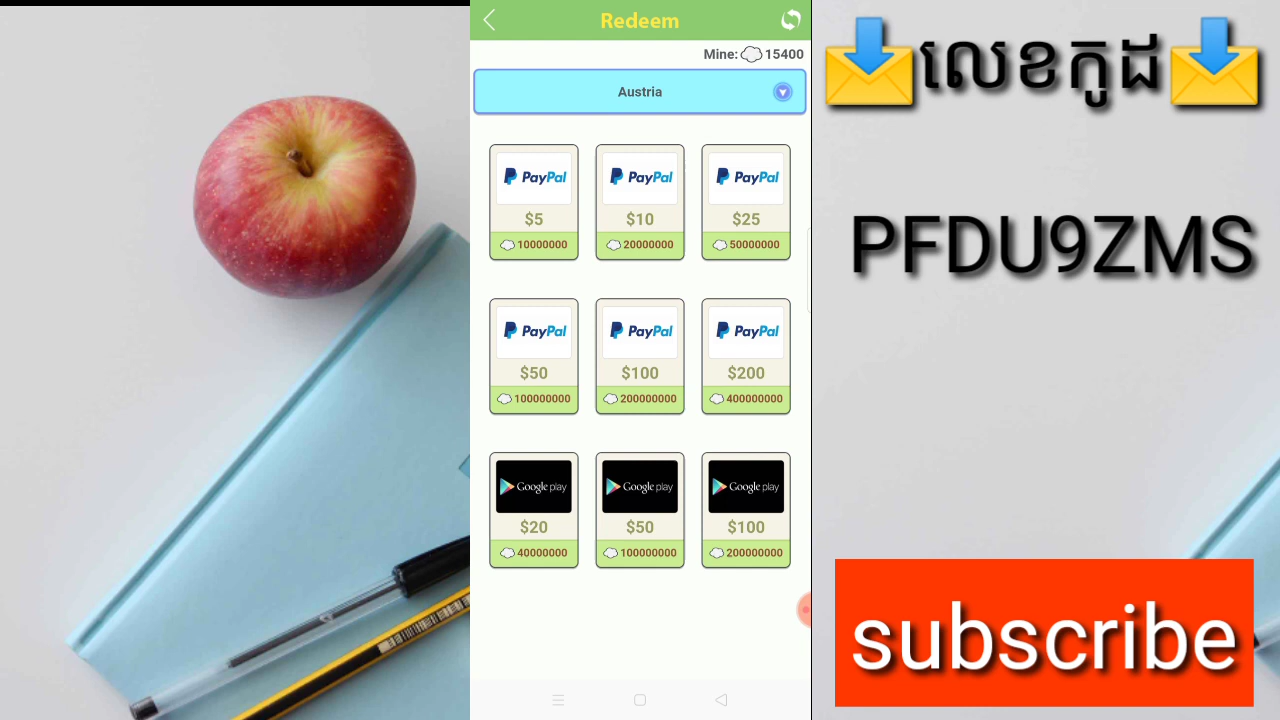 Redeem
Mine: 15400
Austria
PayPal PayPal PayPal
$5 $10 $25
10000000 20000000 50000000
PayPal PayPal PayPal
$50 $100 $200
100000000 200000000 400000000
Google play Google play Google play
$20 $50 $100
40000000 100000000 200000000
លេខកូដ
PFDU9ZMS
subscribe